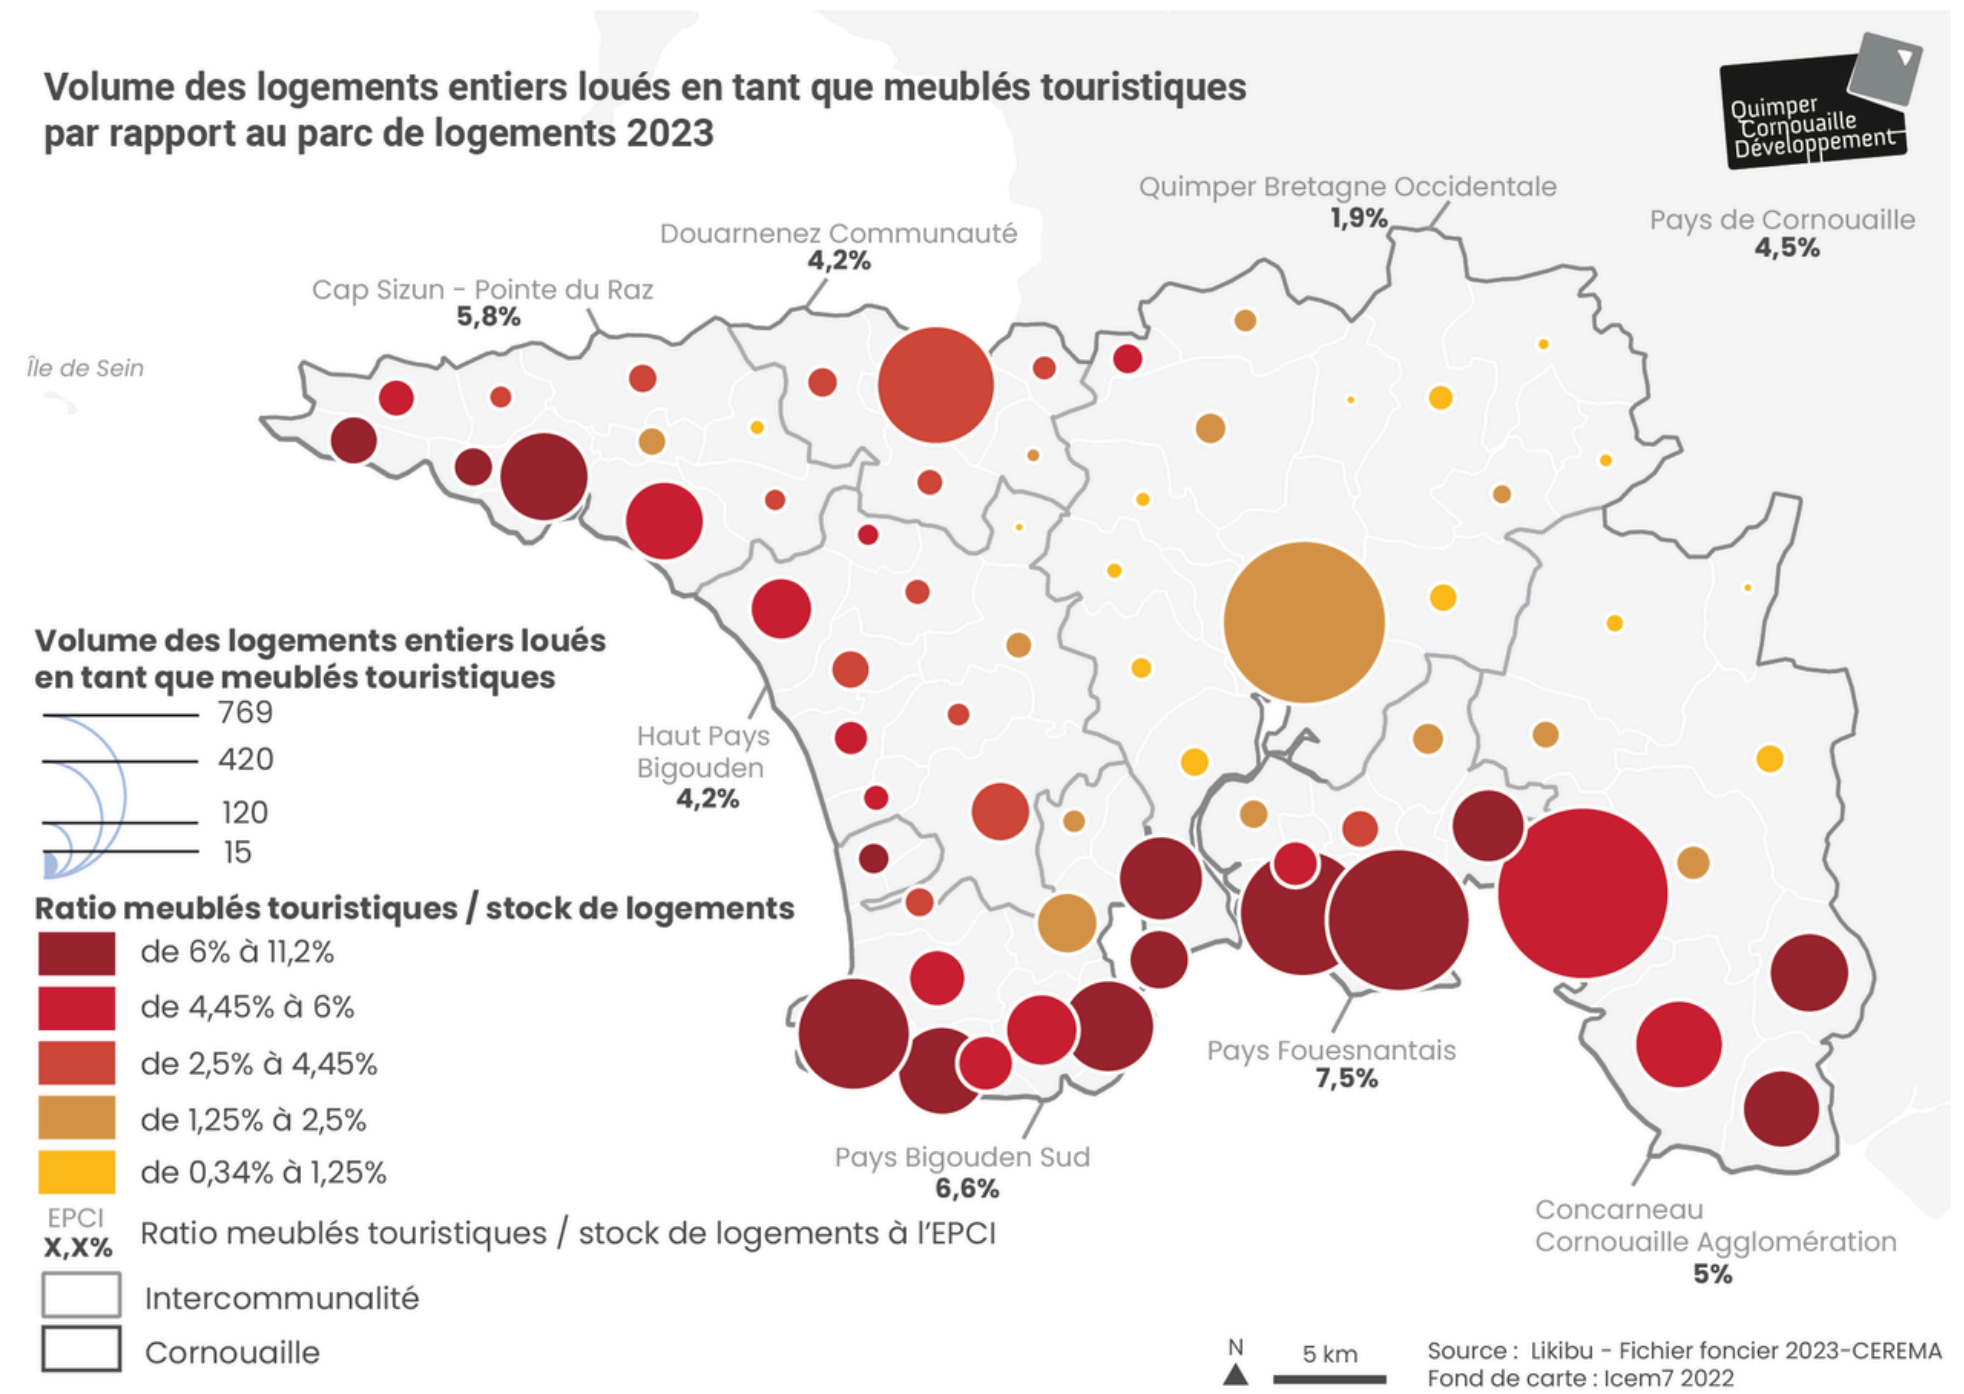 Volume des logements entiers loués en tant que meublés touristiques
par rapport au parc de logements 2023
Quimper
Cornouaille
Développement
Quimper Bretagne Occidentale
1,9%
Pays de Cornouaille
4,5%
Douarnenez Communauté
4,2%
Cap Sizun - Pointe du Raz
5,8%
Île de Sein
Volume des logements entiers loués
en tant que meublés touristiques
769
420
120
15
Haut Pays
Bigouden
4,2%
Ratio meublés touristiques / stock de logements
de 6% à 11,2%
de 4,45% à 6%
de 2,5% à 4,45%
de 1,25% à 2,5%
de 0,34% à 1,25%
EPCI
X,X%
Ratio meublés touristiques / stock de logements à l'EPCI
Intercommunalité
Cornouaille
Pays Fouesnantais
7,5%
Pays Bigouden Sud
6,6%
Concarneau
Cornouaille Agglomération
5%
N
5 km
Source : Likibu - Fichier foncier 2023-CEREMA
Fond de carte : Icem7 2022